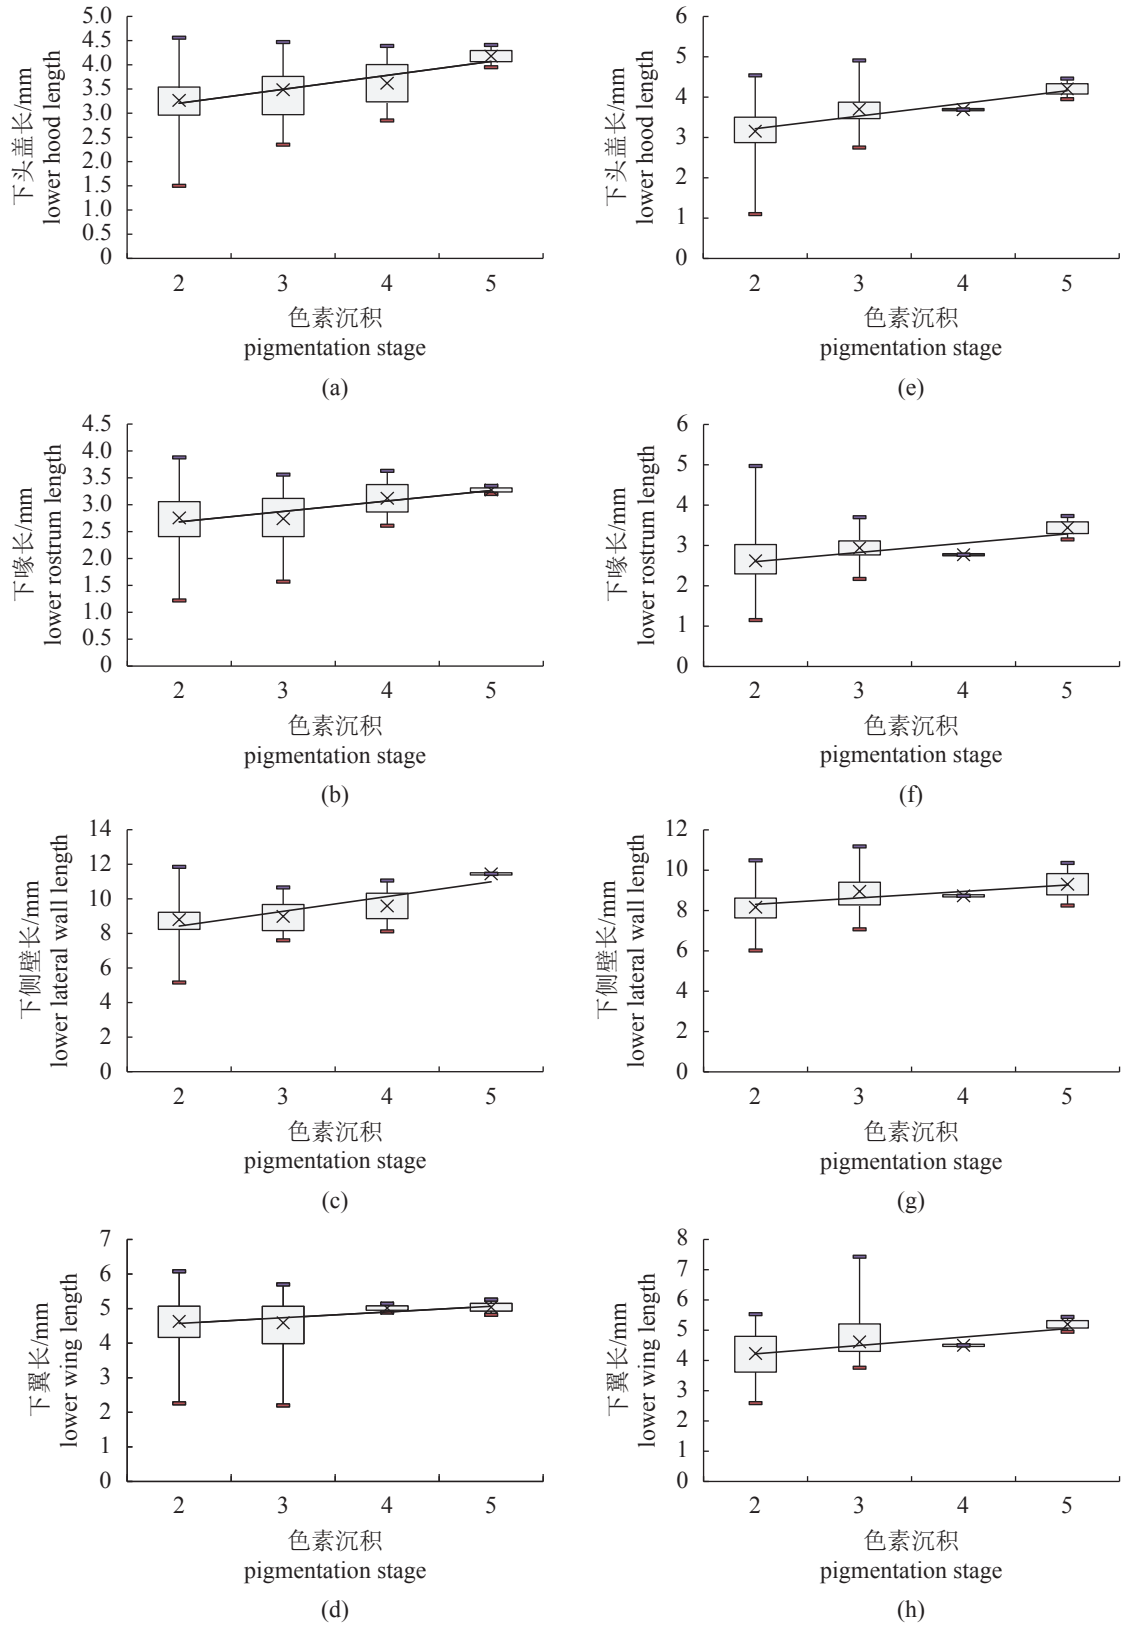 下头盖长/mm
lower hood length
5.0
4.5
4.0
3.5
3.0
2.5
2.0
1.5
1.0
0.5
0
2 3 4 5
色素沉积
pigmentation stage
(a)
下头盖长/mm
lower hood length
6
5
4
3
2
1
0
2 3 4 5
色素沉积
pigmentation stage
(e)
下喙长/mm
lower rostrum length
4.5
4.0
3.5
3.0
2.5
2.0
1.5
1.0
0.5
0
2 3 4 5
色素沉积
pigmentation stage
(b)
下喙长/mm
lower rostrum length
6
5
4
3
2
1
0
2 3 4 5
色素沉积
pigmentation stage
(f)
下侧壁长/mm
lower lateral wall length
14
12
10
8
6
4
2
0
2 3 4 5
色素沉积
pigmentation stage
(c)
下侧壁长/mm
lower lateral wall length
12
10
8
6
4
2
0
2 3 4 5
色素沉积
pigmentation stage
(g)
下翼长/mm
lower wing length
7
6
5
4
3
2
1
0
2 3 4 5
色素沉积
pigmentation stage
(d)
下翼长/mm
lower wing length
8
7
6
5
4
3
2
1
0
2 3 4 5
色素沉积
pigmentation stage
(h)